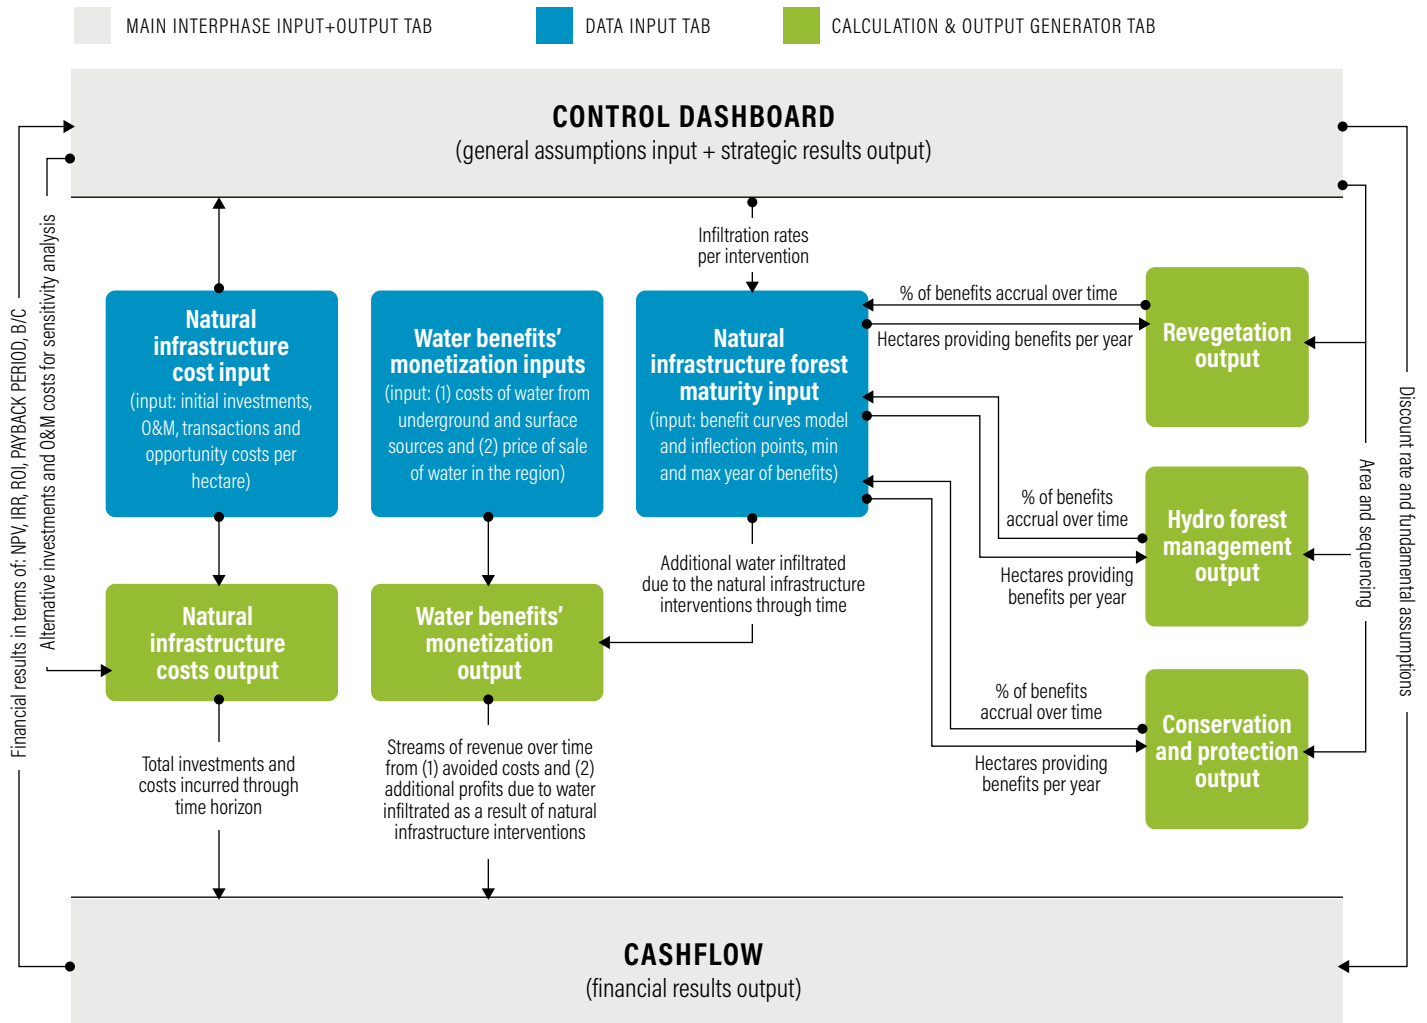 MAIN INTERPHASE INPUT+OUTPUT TAB
DATA INPUT TAB
CALCULATION & OUTPUT GENERATOR TAB
CONTROL DASHBOARD
(general assumptions input + strategic results output)
Financial results in terms of: NPV, IRR, ROI, PAYBACK PERIOD, B/C
Alternative investments and O&M costs for sensitivity analysis
Infiltration rates
per intervention
Natural
infrastructure
cost input
(input: initial investments,
O&M, transactions and
opportunity costs per
hectare)
Water benefits’
monetization inputs
(input: (1) costs of water from
underground and surface
sources and (2) price of sale
of water in the region)
Natural
infrastructure forest
maturity input
(input: benefit curves model
and inflection points, min
and max year of benefits)
% of benefits accrual over time
Hectares providing benefits per year
Revegetation
output
% of benefits
accrual over time
Hectares providing
benefits per year
Hydro forest
management
output
% of benefits
accrual over time
Hectares providing
benefits per year
Conservation
and protection
output
Area and sequencing
Discount rate and fundamental assumptions
Additional water infiltrated
due to the natural infrastructure
interventions through time
Natural
infrastructure
costs output
Water benefits’
monetization
output
Total investments and
costs incurred through
time horizon
Streams of revenue over time
from (1) avoided costs and (2)
additional profits due to water
infiltrated as a result of natural
infrastructure interventions
CASHFLOW
(financial results output)